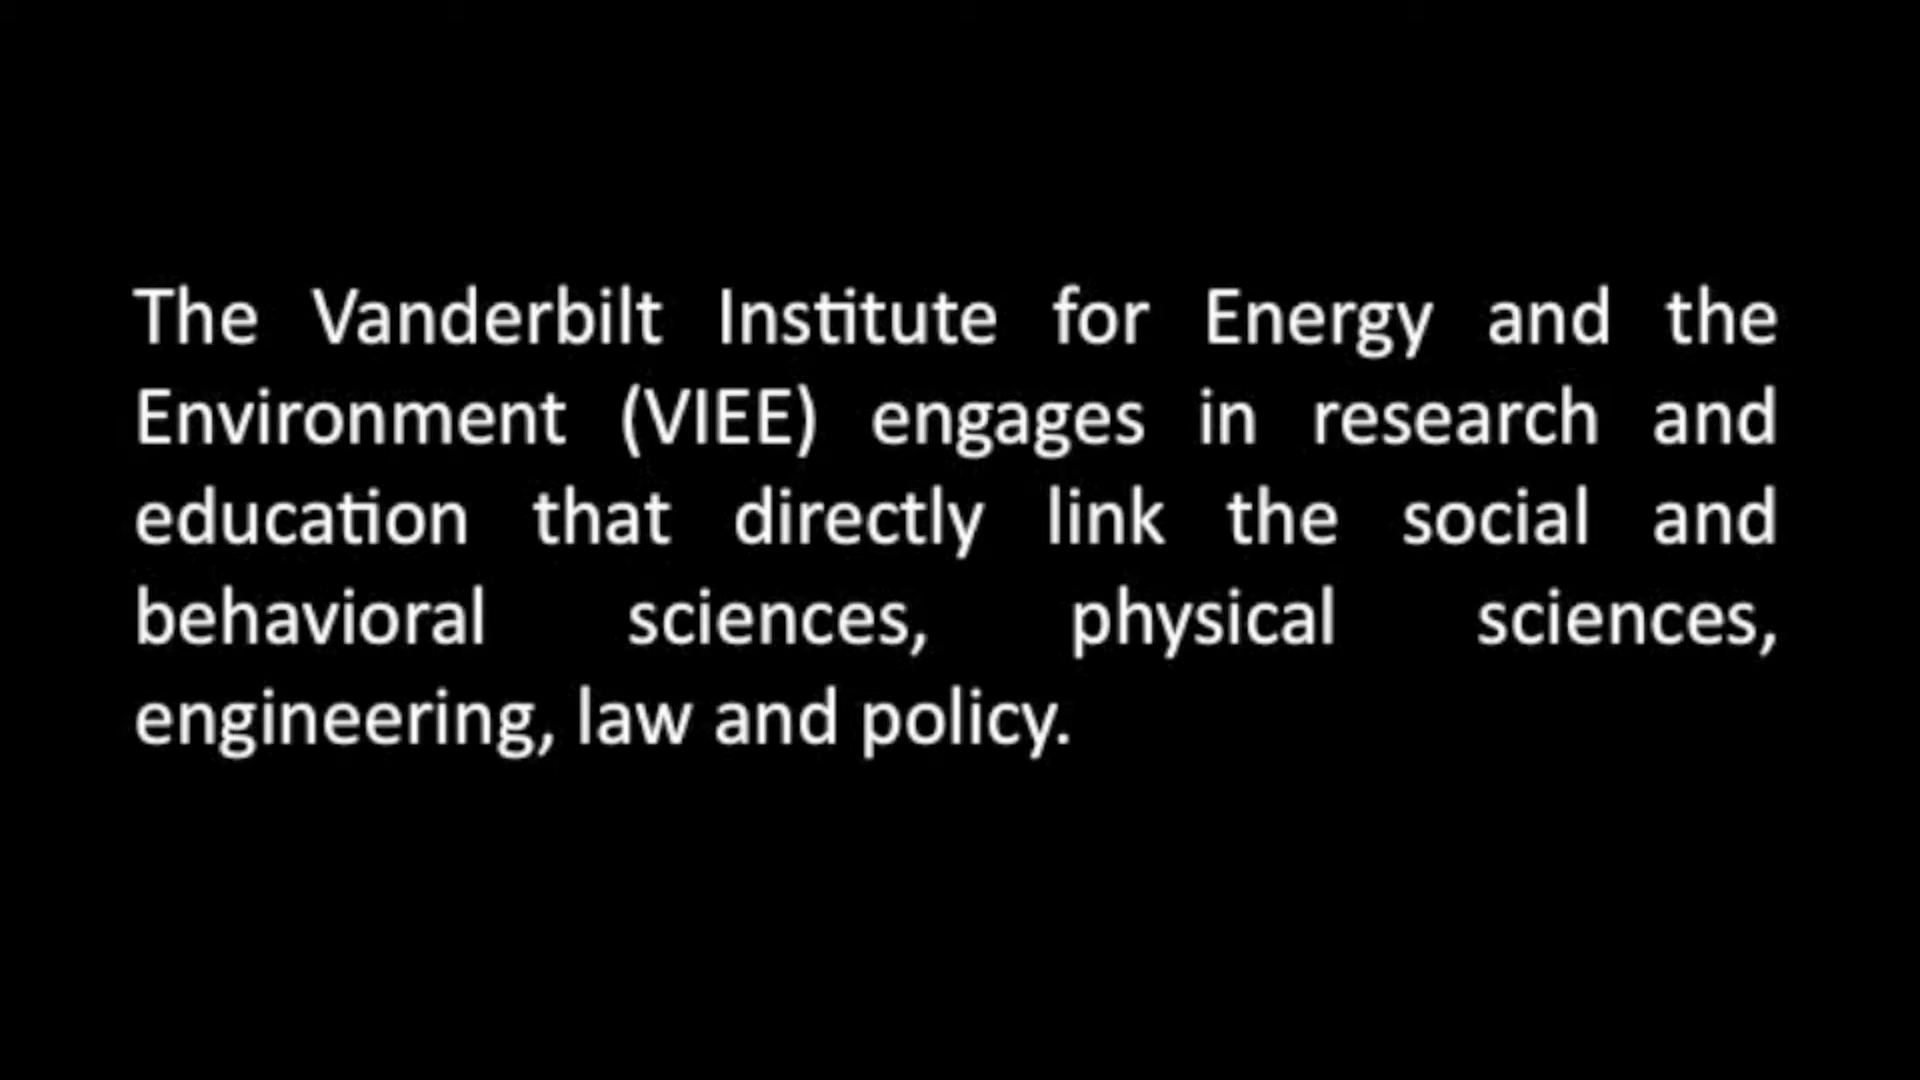 The Vanderbilt Institute for Energy and the
Environment (VIEE) engages in research and
education that directly link the social and
behavioral sciences, physical sciences,
engineering, law and policy.